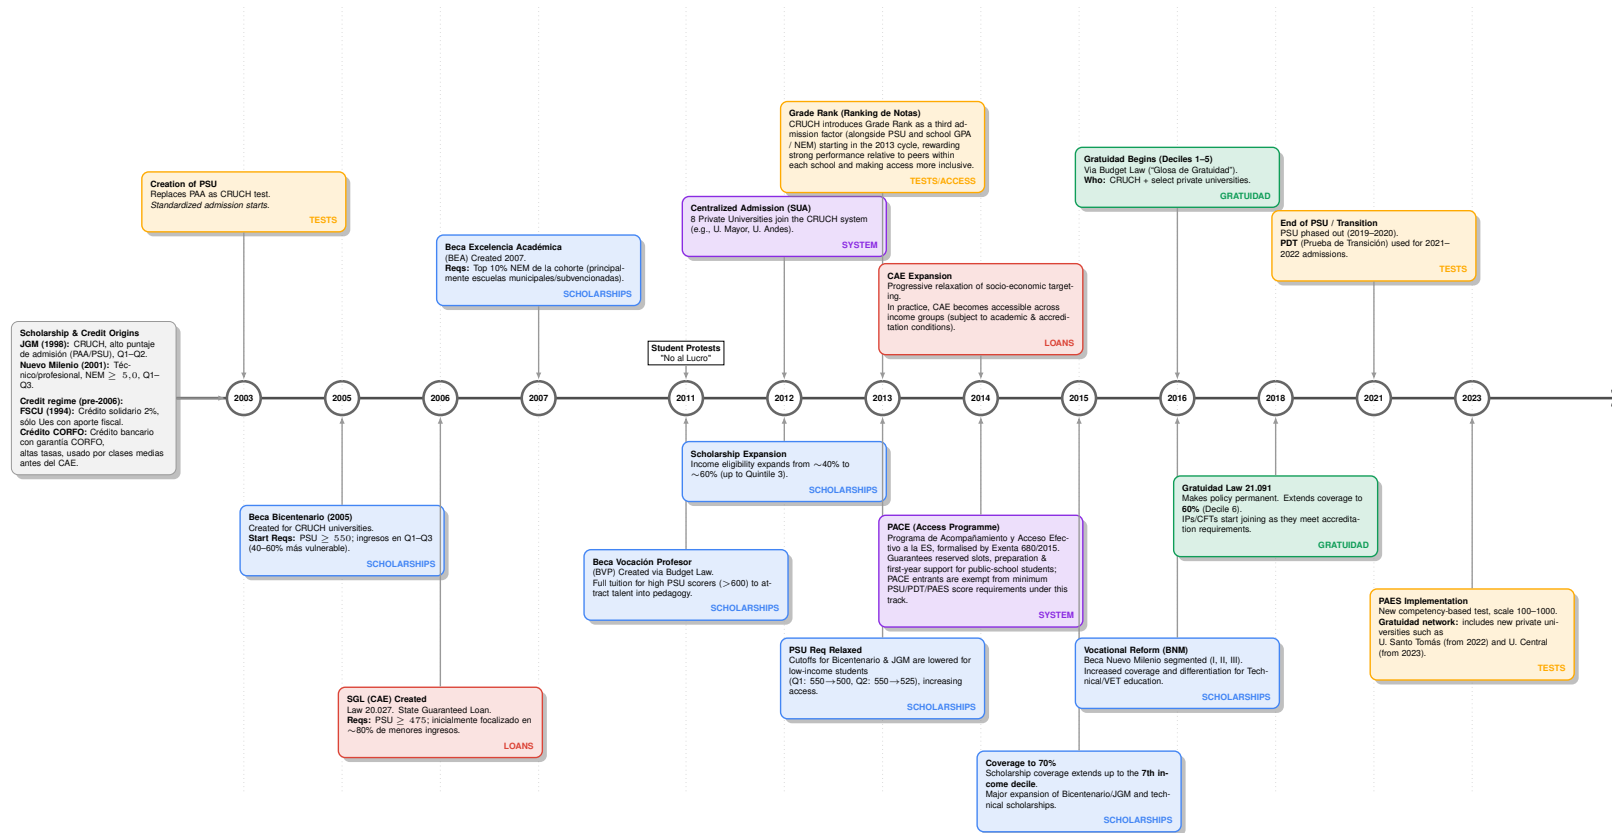 Grade Rank (Ranking de Notas)
CRUCH introduces Grade Rank as a third ad-
mission factor (alongside PSU and school GPA
/ NEM) starting in the 2013 cycle, rewarding
strong performance relative to peers within
each school and making access more inclusive.
TESTS/ACCESS
Gratuidad Begins (Deciles 1–5)
Via Budget Law ("Glosa de Gratuidad").
Who: CRUCH + select private universities.
GRATUIDAD
Creation of PSU
Replaces PAA as CRUCH test.
Standardized admission starts.
TESTS
Centralized Admission (SUA)
8 Private Universities join the CRUCH system
(e.g., U. Mayor, U. Andes).
SYSTEM
End of PSU / Transition
PSU phased out (2019–2020).
PDT (Prueba de Transición) used for 2021–
2022 admissions.
TESTS
Beca Excelencia Académica
(BEA) Created 2007.
Reqs: Top 10% NEM de la cohorte (principal-
mente escuelas municipales/subvencionadas).
SCHOLARSHIPS
CAE Expansion
Progressive relaxation of socio-economic target-
ing.
In practice, CAE becomes accessible across
income groups (subject to academic & accredi-
tation conditions).
LOANS
Student Protests
"No al Lucro"
Scholarship & Credit Origins
JGM (1998): CRUCH, alto puntaje
de admisión (PAA/PSU), Q1–Q2.
Nuevo Milenio (2001): Téc-
nico/profesional, NEM ≥ 5,0, Q1–
Q3.
Credit regime (pre-2006):
FSCU (1994): Crédito solidario 2%,
sólo Ues con aporte fiscal.
Crédito CORFO: Crédito bancario
con garantía CORFO,
altas tasas, usado por clases medias
antes del CAE.
2003 2005 2006 2007 2011 2012 2013 2014 2015 2016 2018 2021 2023
Scholarship Expansion
Income eligibility expands from ∼40% to
∼60% (up to Quintile 3).
SCHOLARSHIPS
Gratuidad Law 21.091
Makes policy permanent. Extends coverage to
60% (Decile 6).
IPs/CFTs start joining as they meet accredita-
tion requirements.
GRATUIDAD
Beca Bicentenario (2005)
Created for CRUCH universities.
Start Reqs: PSU ≥ 550; ingresos en Q1–Q3
(40–60% más vulnerable).
SCHOLARSHIPS
PACE (Access Programme)
Programa de Acompañamiento y Acceso Efec-
tivo a la ES, formalised by Exenta 680/2015.
Guarantees reserved slots, preparation &
first-year support for public-school students;
PACE entrants are exempt from minimum
PSU/PDT/PAES score requirements under this
track.
SYSTEM
Beca Vocación Profesor
(BVP) Created via Budget Law.
Full tuition for high PSU scorers (>600) to at-
tract talent into pedagogy.
SCHOLARSHIPS
PAES Implementation
New competency-based test, scale 100–1000.
Gratuidad network: includes new private uni-
versities such as
U. Santo Tomás (from 2022) and U. Central
(from 2023).
TESTS
PSU Req Relaxed
Cutoffs for Bicentenario & JGM are lowered for
low-income students
(Q1: 550→500, Q2: 550→525), increasing
access.
SCHOLARSHIPS
Vocational Reform (BNM)
Beca Nuevo Milenio segmented (I, II, III).
Increased coverage and differentiation for Tech-
nical/VET education.
SCHOLARSHIPS
SGL (CAE) Created
Law 20.027. State Guaranteed Loan.
Reqs: PSU ≥ 475; inicialmente focalizado en
∼80% de menores ingresos.
LOANS
Coverage to 70%
Scholarship coverage extends up to the 7th in-
come decile.
Major expansion of Bicentenario/JGM and tech-
nical scholarships.
SCHOLARSHIPS